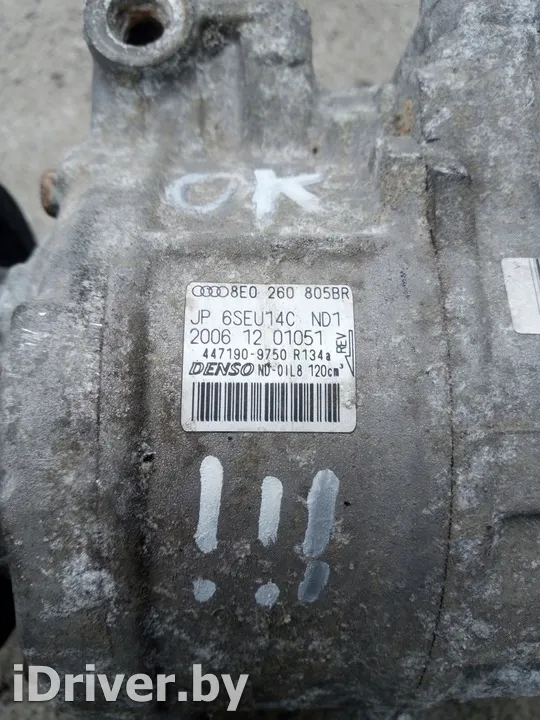 OK
8E0 260 805BR
JP 6SEU14C ND1
2006 12 01051
REV
447190-9750 R134a
DENSO ND-OIL8 120cm³
!!!
iDriver.by